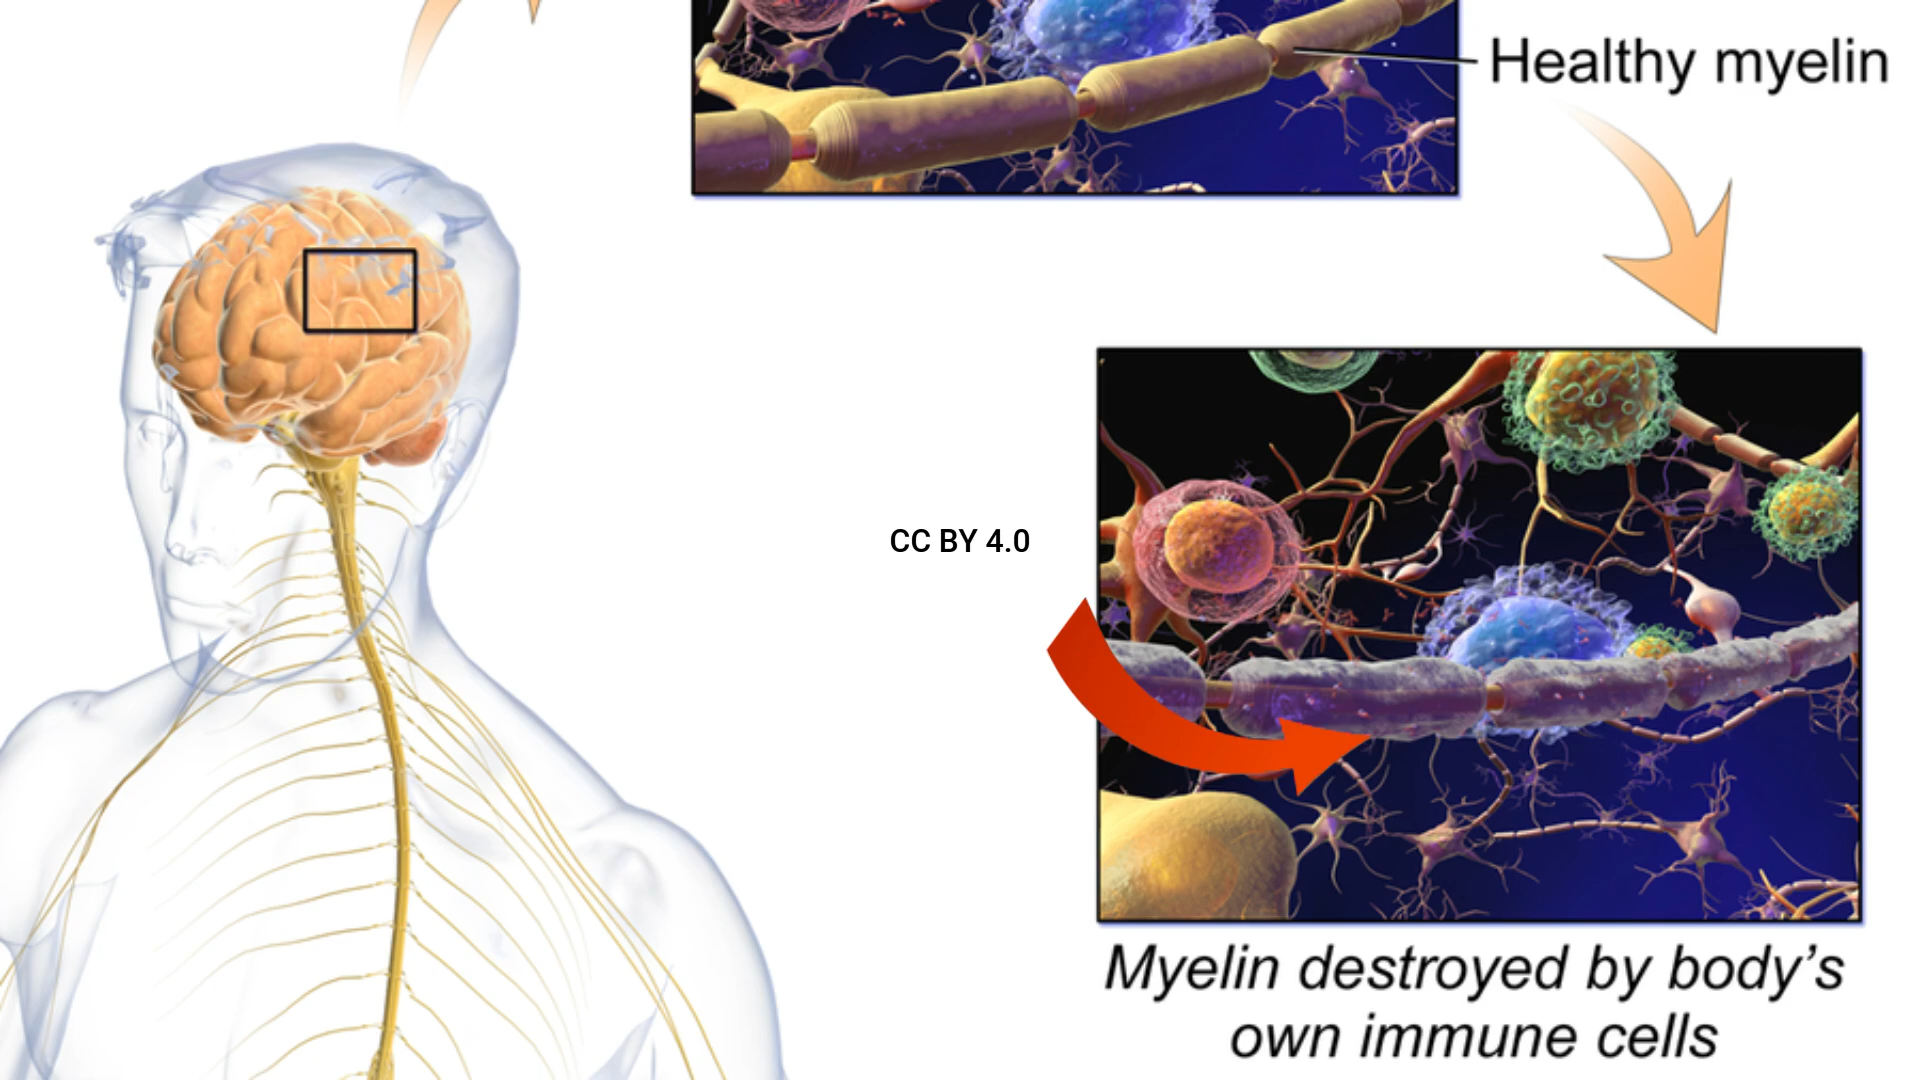 Healthy myelin
CC BY 4.0
Myelin destroyed by body’s
own immune cells